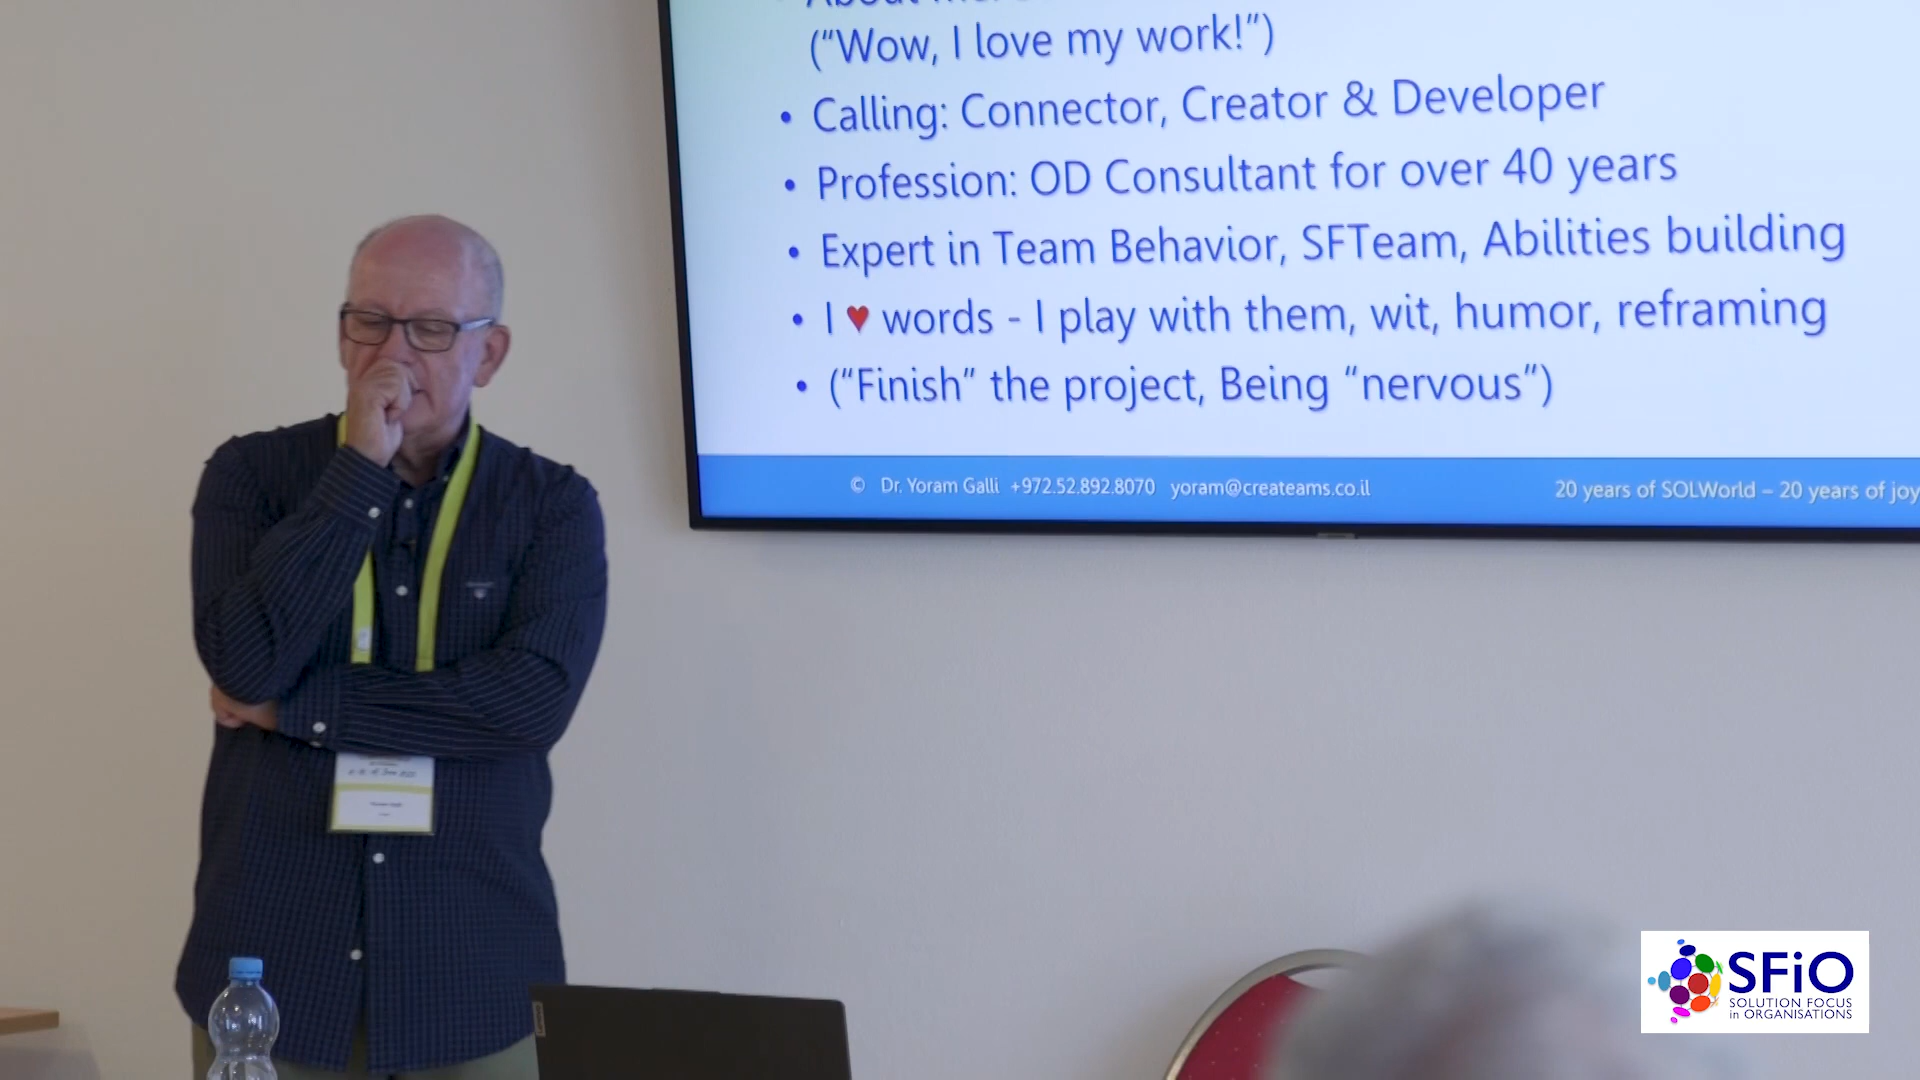 (“Wow, I love my work!”)
• Calling: Connector, Creator & Developer
• Profession: OD Consultant for over 40 years
• Expert in Team Behavior, SFTeam, Abilities building
• I ♥ words - I play with them, wit, humor, reframing
• (“Finish” the project, Being “nervous”)
© Dr. Yoram Galli +972.52.892.8070 yoram@createams.co.il
20 years of SOLWorld – 20 years of joy
SFiO
SOLUTION FOCUS
in ORGANISATIONS